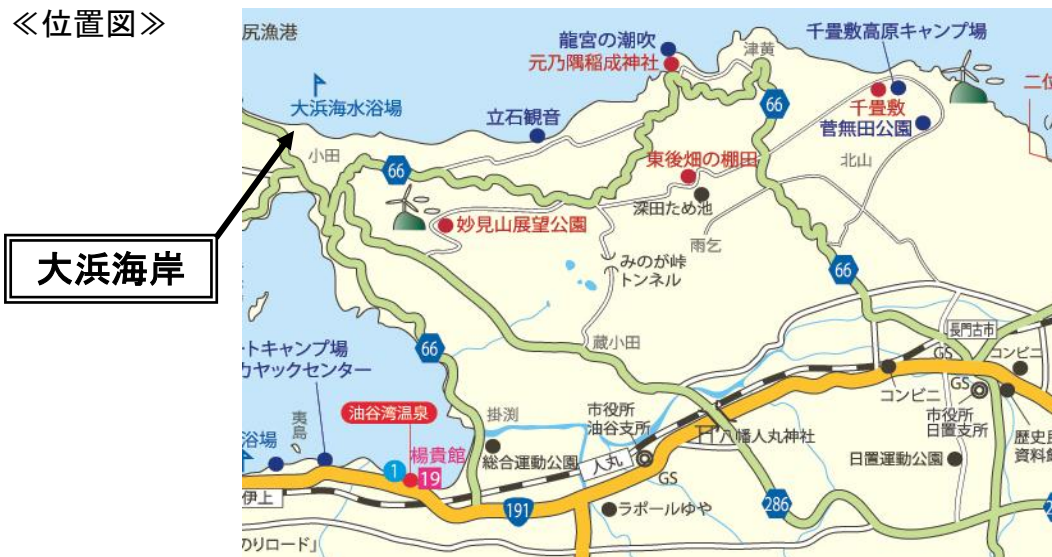 ≪位置図≫
尻漁港
大浜海水浴場
龍宮の潮吹
元乃隅稲成神社
津黄
千畳敷高原キャンプ場
二位
千畳敷
菅無田公園
66
立石観音
小田
66
東後畑の棚田
北山
深田ため池
妙見山展望公園
雨乞
大浜海岸
みのが峠
トンネル
66
長門古市
66
蔵小田
GS
コンビニ
ートキャンプ場
カヤックセンター
コンビニ
GS
油谷湾温泉
夷島
掛渕
市役所
油谷支所
八幡人丸神社
市役所
日置支所
歴史民
資料館
浴場
楊貴館
1
19
総合運動公園
人丸
GS
日置運動公園
伊上
191
ラポールゆや
286
のりロード」